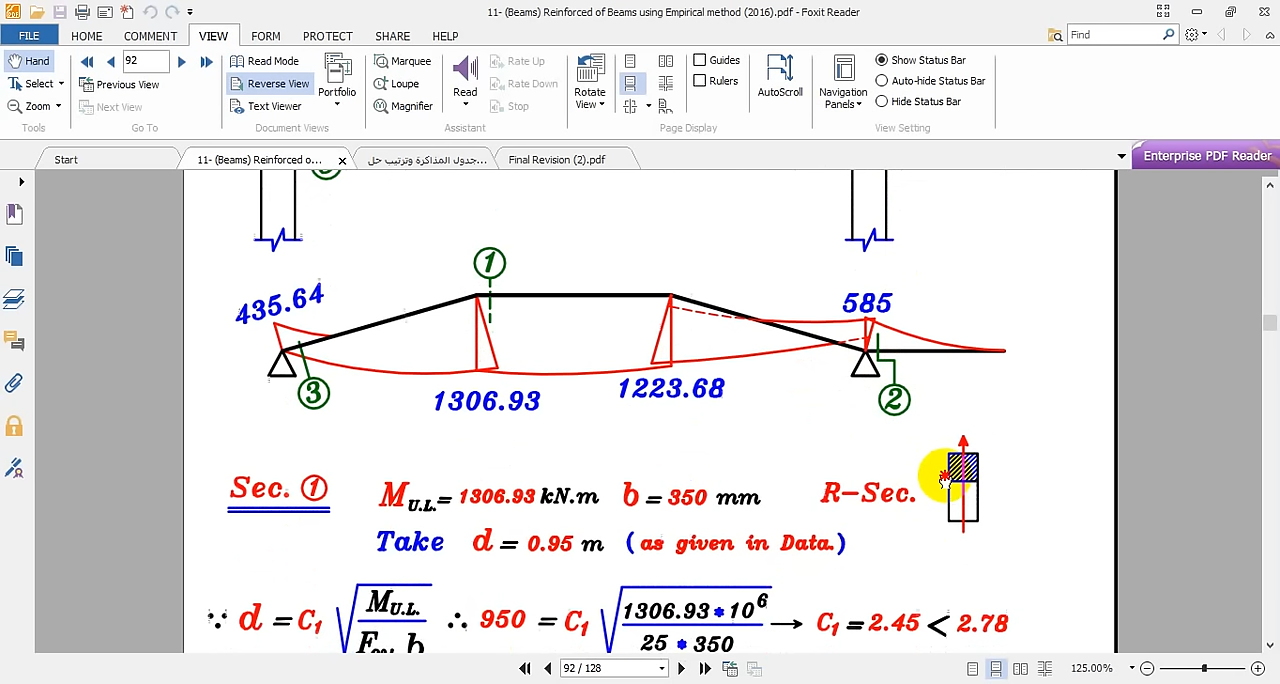 11- (Beams) Reinforced of Beams using Empirical method (2016).pdf - Foxit Reader
FILE HOME COMMENT VIEW FORM PROTECT SHARE HELP
Find
Hand 92 Read Mode Marquee Rate Up Guides Show Status Bar
Select Previous View Reverse View Loupe Rate Down Rulers Auto-hide Status Bar
Zoom Next View Text Viewer Magnifier Stop Hide Status Bar
Portfolio Read Rotate View AutoScroll Navigation Panels
Tools Go To Document Views Assistant Page Display View Setting
Start 11- (Beams) Reinforced o... جدول المذاكرة وترتيب حل... Final Revision (2).pdf Enterprise PDF Reader
1
435.64 585
3 2
1306.93 1223.68
Sec. 1 M U.L. = 1306.93 kN.m b = 350 mm R-Sec.
Take d = 0.95 m ( as given in Data. )
∵ d = C1 √ M U.L. / Fcu b ∴ 950 = C1 √ 1306.93 * 10^6 / 25 * 350 → C1 = 2.45 < 2.78
92 / 128 125.00%